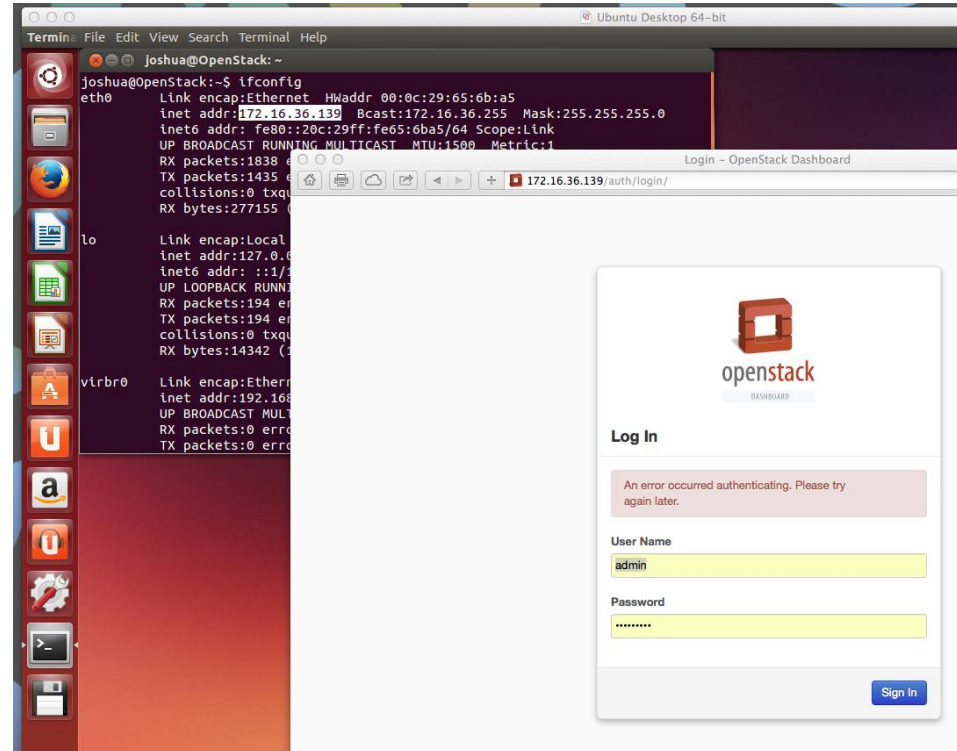 Ubuntu Desktop 64-bit
File Edit View Search Terminal Help
joshua@OpenStack: ~
joshua@OpenStack:~$ ifconfig
eth0 Link encap:Ethernet HWaddr 00:0c:29:65:6b:a5
inet addr:172.16.36.139 Bcast:172.16.36.255 Mask:255.255.255.0
inet6 addr: fe80::20c:29ff:fe65:6ba5/64 Scope:Link
UP BROADCAST RUNNING MULTICAST MTU:1500 Metric:1
RX packets:1838
TX packets:1435
collisions:0
RX bytes:277155 (
lo Link encap:Local
inet addr:127.0.
inet6 addr: ::1/
UP LOOPBACK
RX packets:194
TX packets:194
collisions:0
RX bytes:14342
virbr0
inet addr:192.168
UP BROADCAST
RX packets:0
TX packets:0
Login – OpenStack Dashboard
172.16.36.139/auth/login/
openstack
DASHBOARD
Log In
An error occurred authenticating. Please try
again later.
User Name
admin
Password
•••••••••
Sign In